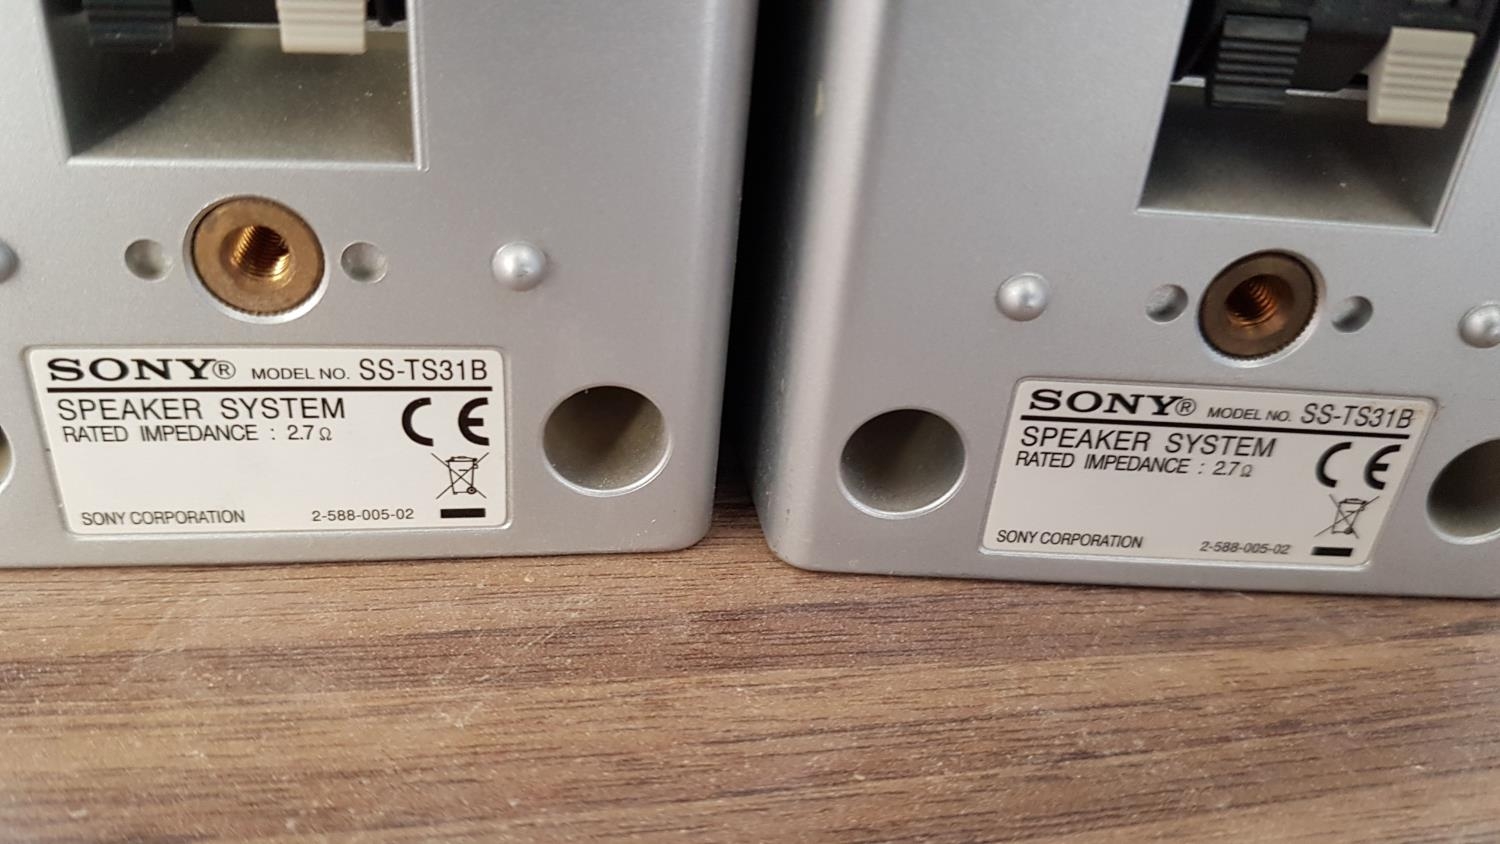 SONY® MODEL NO. SS-TS31B
SPEAKER SYSTEM
RATED IMPEDANCE : 2.7 Ω
CE
SONY CORPORATION 2-588-005-02
SONY® MODEL NO. SS-TS31B
SPEAKER SYSTEM
RATED IMPEDANCE : 2.7 Ω
CE
SONY CORPORATION 2-588-005-02